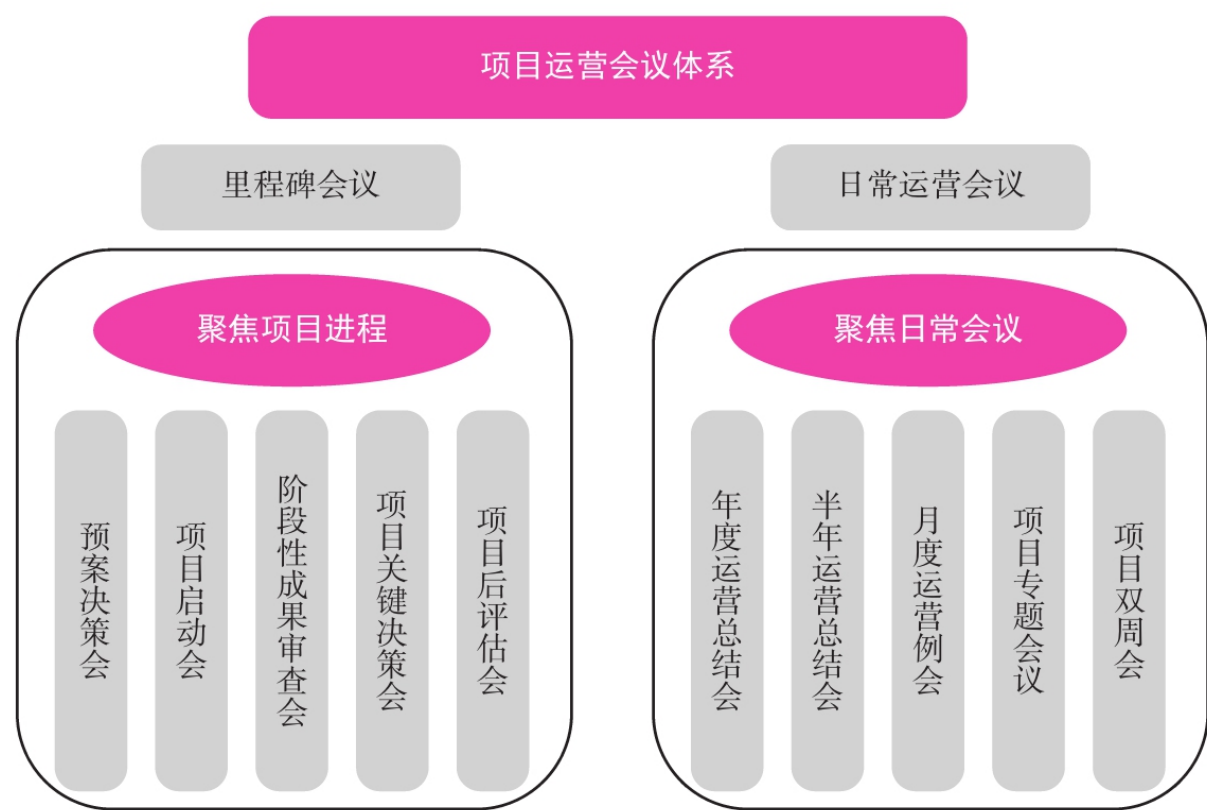 项目运营会议体系
里程碑会议
日常运营会议
聚焦项目进程
聚焦日常会议
预案决策会
项目启动会
阶段性成果审查会
项目关键决策会
项目后评估会
年度运营总结会
半年运营总结会
月度运营例会
项目专题会议
项目双周会